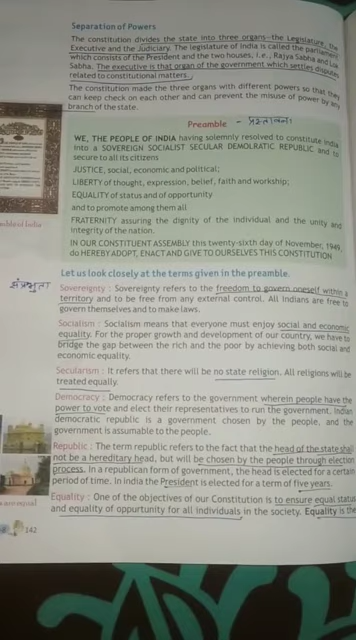 Separation of Powers
The constitution divides the state into three organs-the Legislature, the
Executive and the Judiciary. The legislature of India is called the parliament
which consists of the President and the two houses, i.e., Rajya Sabha and Lok
Sabha. The executive is that organ of the government which settles disputes
related to constitutional matters.
The constitution made the three organs with different powers so that they
can keep check on each other and can prevent the misuse of power by any
branch of the state.
Preamble - प्रस्तावना
WE, THE PEOPLE OF INDIA having solemnly resolved to constitute India
into a SOVEREIGN SOCIALIST SECULAR DEMOLRATIC REPUBLIC and to
secure to all its citizens
JUSTICE, social, economic and political;
LIBERTY of thought, expression, belief, faith and workship;
EQUALITY of status and of opportunity
and to promote among them all
FRATERNITY assuring the dignity of the individual and the unity and
integrity of the nation.
IN OUR CONSTITUENT ASSEMBLY this twenty-sixth day of November, 1949,
do HEREBY ADOPT, ENACT AND GIVE TO OURSELVES THIS CONSTITUTION
of India
Let us look closely at the terms given in the preamble.
संप्रभुता
Sovereignty : Sovereignty refers to the freedom to govern oneself within a
territory and to be free from any external control. All Indians are free to
govern themselves and to make laws.
Socialism : Socialism means that everyone must enjoy social and economic
equality. For the proper growth and development of our country, we have to
bridge the gap between the rich and the poor by achieving both social and
economic equality.
Secularism : It refers that there will be no state religion. All religions will be
treated equally.
Democracy : Democracy refers to the government wherein people have the
power to vote and elect their representatives to run the government. Indian
democratic republic is a government chosen by the people, and the
government is assumable to the people.
Republic : The term republic refers to the fact that the head of the state shall
not be a hereditary head, but will be chosen by the people through election
process. In a republican form of government, the head is elected for a certain
period of time. In india the President is elected for a term of five years.
Equality : One of the objectives of our Constitution is to ensure equal status
and equality of opportunity for all individuals in the society. Equality is the
142